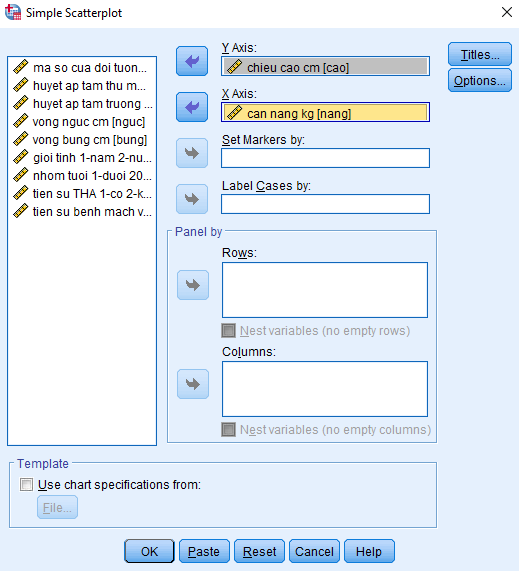 Simple Scatterplot
ma so cua doi tuon...
huyet ap tam thu m...
huyet ap tam truong ...
vong nguc cm [nguc]
vong bung cm [bung]
gioi tinh 1-nam 2-nu...
nhom tuoi 1-duoi 20...
tien su THA 1-co 2-k...
tien su benh mach v...
Y Axis:
chieu cao cm [cao]
X Axis:
can nang kg [nang]
Set Markers by:
Label Cases by:
Panel by
Rows:
Nest variables (no empty rows)
Columns:
Nest variables (no empty columns)
Titles...
Options...
Template
Use chart specifications from:
File...
OK
Paste
Reset
Cancel
Help